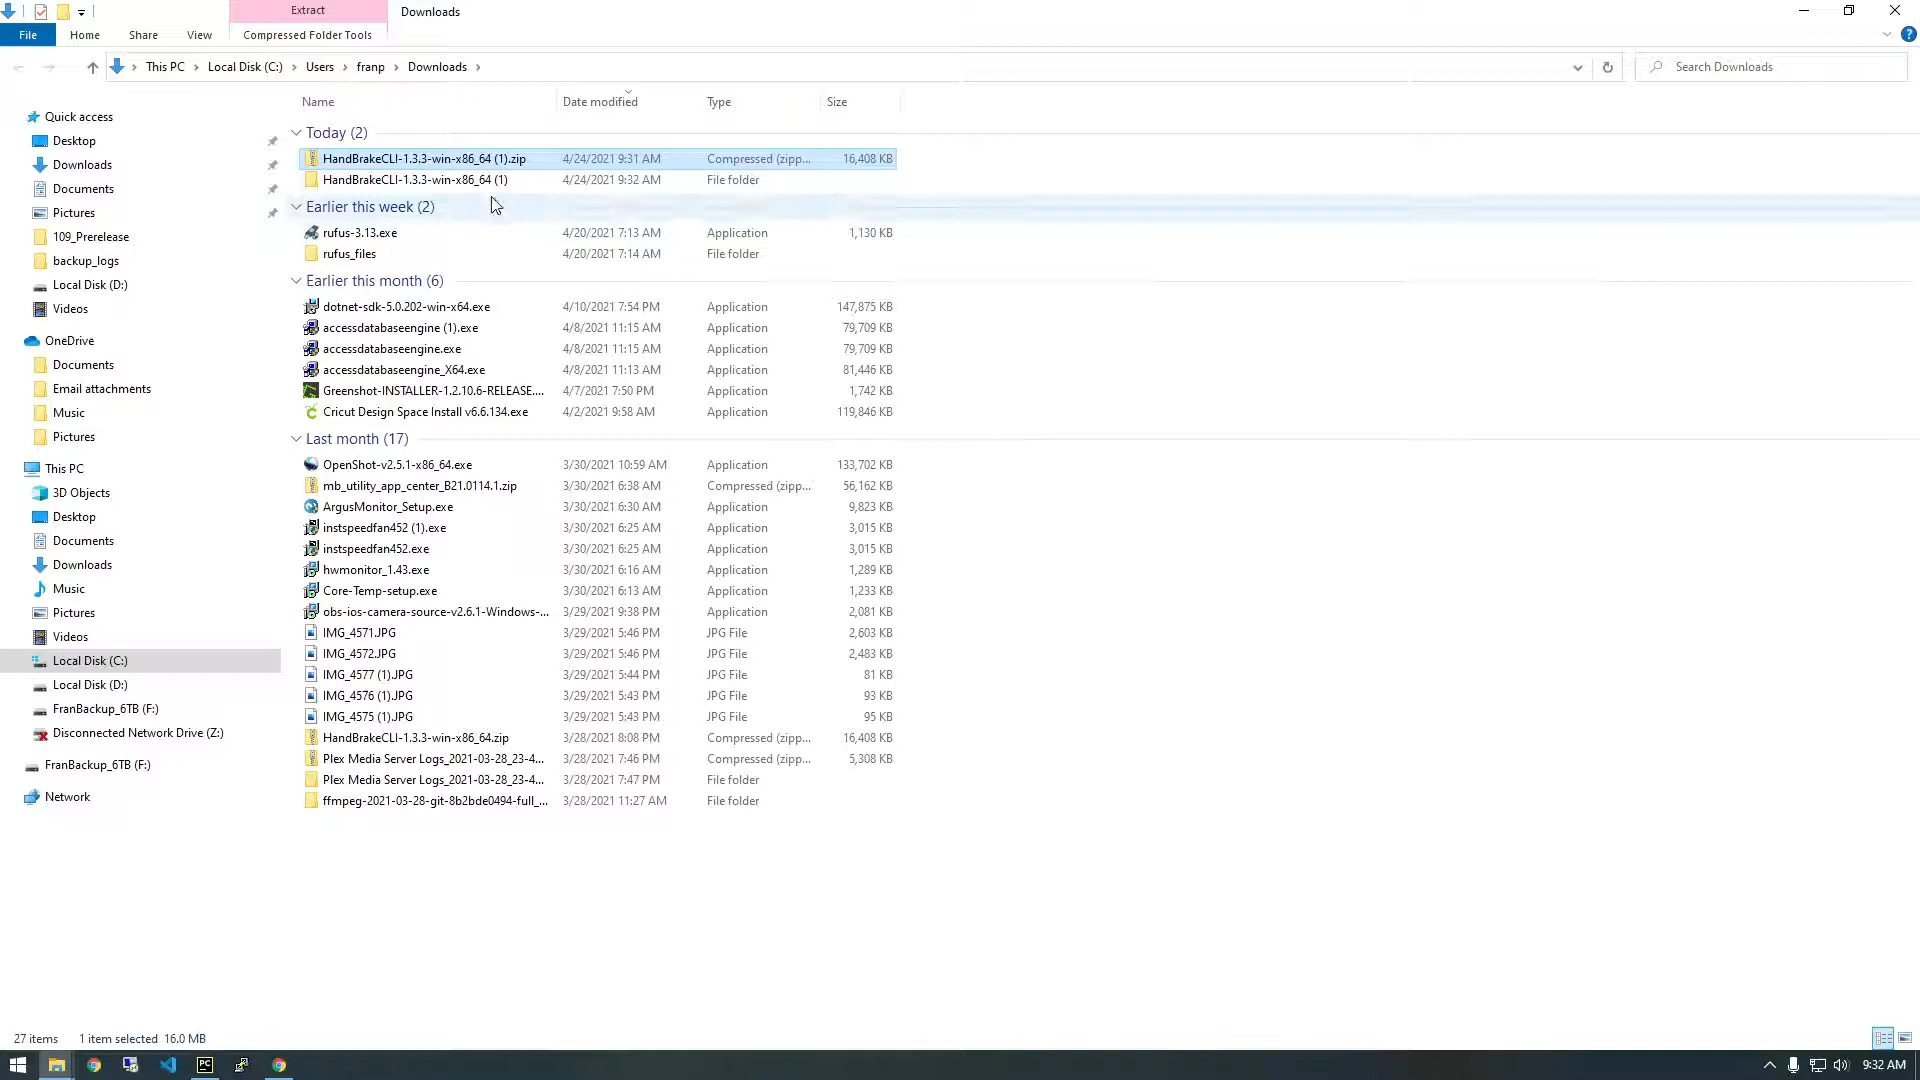 Extract
Downloads
File
Home
Share
View
Compressed Folder Tools
This PC
Local Disk (C:)
Users
franp
Downloads
Search Downloads
Name
Date modified
Type
Size
Quick access
Desktop
Downloads
Documents
Pictures
109_Prerelease
backup_logs
Local Disk (D:)
Videos
OneDrive
Documents
Email attachments
Music
Pictures
This PC
3D Objects
Desktop
Documents
Downloads
Music
Pictures
Videos
Local Disk (C:)
Local Disk (D:)
FranBackup_6TB (F:)
Disconnected Network Drive (Z:)
FranBackup_6TB (F:)
Network
Today (2)
HandBrakeCLI-1.3.3-win-x86_64 (1).zip 4/24/2021 9:31 AM Compressed (zipp... 16,408 KB
HandBrakeCLI-1.3.3-win-x86_64 (1) 4/24/2021 9:32 AM File folder
Earlier this week (2)
rufus-3.13.exe 4/20/2021 7:13 AM Application 1,130 KB
rufus_files 4/20/2021 7:14 AM File folder
Earlier this month (6)
dotnet-sdk-5.0.202-win-x64.exe 4/10/2021 7:54 PM Application 147,875 KB
accessdatabaseengine (1).exe 4/8/2021 11:15 AM Application 79,709 KB
accessdatabaseengine.exe 4/8/2021 11:15 AM Application 79,709 KB
accessdatabaseengine_X64.exe 4/8/2021 11:13 AM Application 81,446 KB
Greenshot-INSTALLER-1.2.10.6-RELEASE.... 4/7/2021 7:50 PM Application 1,742 KB
Cricut Design Space Install v6.6.134.exe 4/2/2021 9:58 AM Application 119,846 KB
Last month (17)
OpenShot-v2.5.1-x86_64.exe 3/30/2021 10:59 AM Application 133,702 KB
mb_utility_app_center_B21.0114.1.zip 3/30/2021 6:38 AM Compressed (zipp... 56,162 KB
ArgusMonitor_Setup.exe 3/30/2021 6:30 AM Application 9,823 KB
instspeedfan452 (1).exe 3/30/2021 6:25 AM Application 3,015 KB
instspeedfan452.exe 3/30/2021 6:25 AM Application 3,015 KB
hwmonitor_1.43.exe 3/30/2021 6:16 AM Application 1,289 KB
Core-Temp-setup.exe 3/30/2021 6:13 AM Application 1,233 KB
obs-ios-camera-source-v2.6.1-Windows-... 3/29/2021 9:38 PM Application 2,081 KB
IMG_4571.JPG 3/29/2021 5:46 PM JPG File 2,603 KB
IMG_4572.JPG 3/29/2021 5:46 PM JPG File 2,483 KB
IMG_4577 (1).JPG 3/29/2021 5:44 PM JPG File 81 KB
IMG_4576 (1).JPG 3/29/2021 5:43 PM JPG File 93 KB
IMG_4575 (1).JPG 3/29/2021 5:43 PM JPG File 95 KB
HandBrakeCLI-1.3.3-win-x86_64.zip 3/28/2021 8:08 PM Compressed (zipp... 16,408 KB
Plex Media Server Logs_2021-03-28_23-4... 3/28/2021 7:46 PM Compressed (zipp... 5,308 KB
Plex Media Server Logs_2021-03-28_23-4... 3/28/2021 7:47 PM File folder
ffmpeg-2021-03-28-git-8b2bde0494-full_... 3/28/2021 11:27 AM File folder
27 items 1 item selected 16.0 MB
PC
9:32 AM